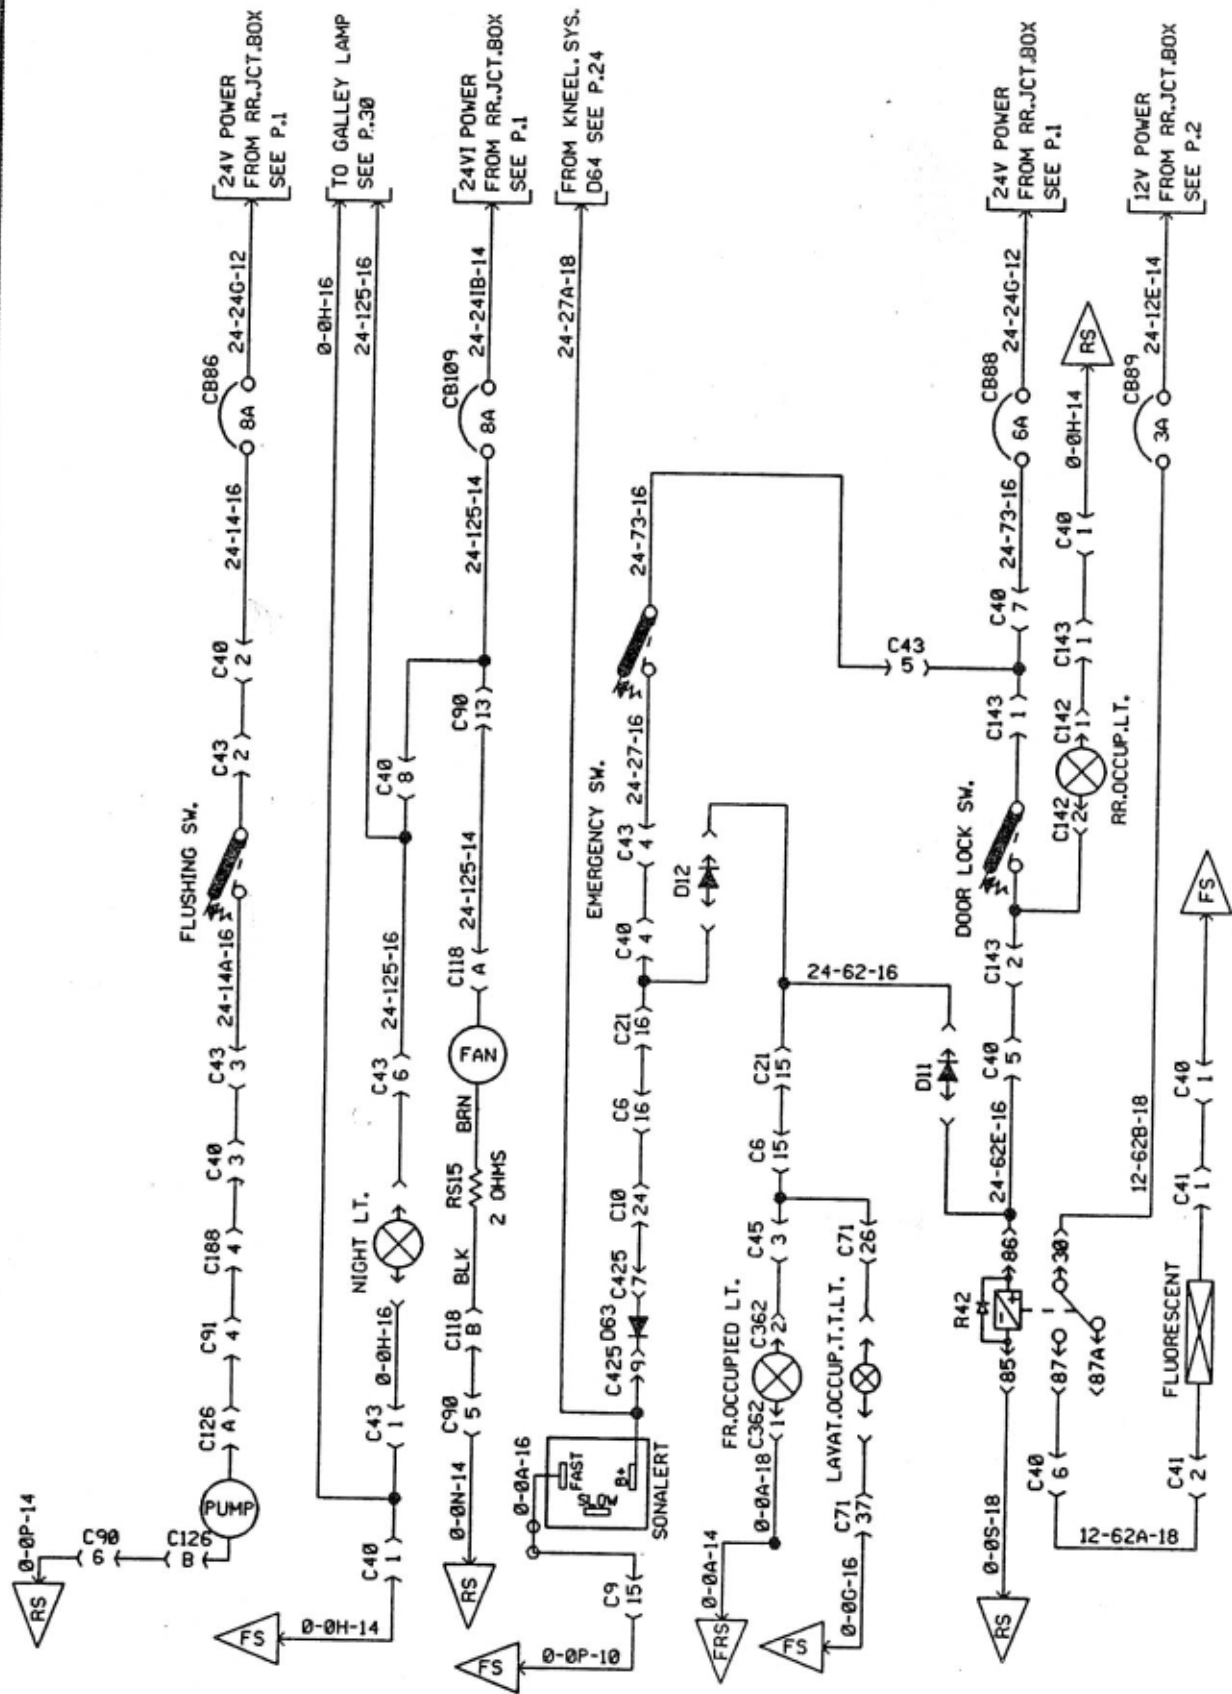 24V POWER
FROM RR.JCT.BOX
SEE P.1
24-24G-12
CB86
8A
24-14-16
C40
2
C43
2
FLUSHING SW.
24-14A-16
C43
3
C40
3
C188
4
C91
4
C126
A
PUMP
C126
B
C90
6
0-0P-14
RS
TO GALLEY LAMP
SEE P.30
0-0H-16
24-125-16
C40
8
24-125-16
C43
6
NIGHT LT.
0-0H-16
C43
1
C40
1
0-0H-14
FS
24VI POWER
FROM RR.JCT.BOX
SEE P.1
24-24IB-14
CB109
8A
24-125-14
C90
13
24-125-14
C118
A
FAN
BRN
RS15
2 OHMS
BLK
C118
B
C90
5
0-0N-14
RS
FROM KNEEL. SYS.
D64 SEE P.24
24-27A-18
24-73-16
EMERGENCY SW.
24-27-16
C43
4
C40
4
D12
C21
16
C6
16
C10
24
C425
7
D63
C425
9
FAST
SLOW
B+
SONALERT
0-0A-16
C9
15
0-0P-10
FS
24-62-16
C21
15
C6
15
C45
3
C362
2
FR.OCCUPIED LT.
C362
1
0-0A-18
0-0A-14
FRS
C71
26
LAVAT.OCCUP.T.T.LT.
C71
37
0-0G-16
FS
24V POWER
FROM RR.JCT.BOX
SEE P.1
24-24G-12
CB88
6A
24-73-16
C40
7
C43
5
C143
1
DOOR LOCK SW.
C143
2
C40
5
D11
24-62E-16
86
R42
85
0-0S-18
RS
C142
2
RR.OCCUP.LT.
C142
1
C143
1
C40
1
0-0H-14
RS
12V POWER
FROM RR.JCT.BOX
SEE P.2
24-12E-14
CB89
3A
12-62B-18
30
87
87A
C40
6
12-62A-18
C41
2
FLUORESCENT
C41
1
C40
1
FS